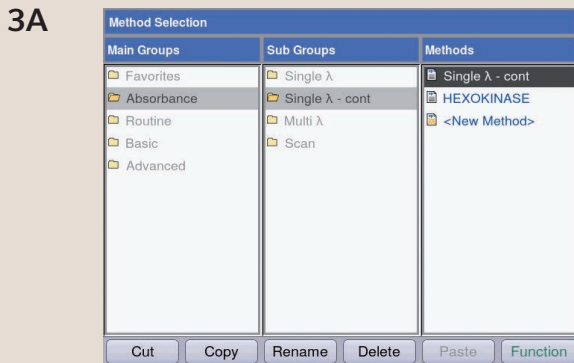 3A
Method Selection
Main Groups
Sub Groups
Methods
Favorites
Absorbance
Routine
Basic
Advanced
Single λ
Single λ - cont
Multi λ
Scan
Single λ - cont
HEXOKINASE
<New Method>
Cut
Copy
Rename
Delete
Paste
Function